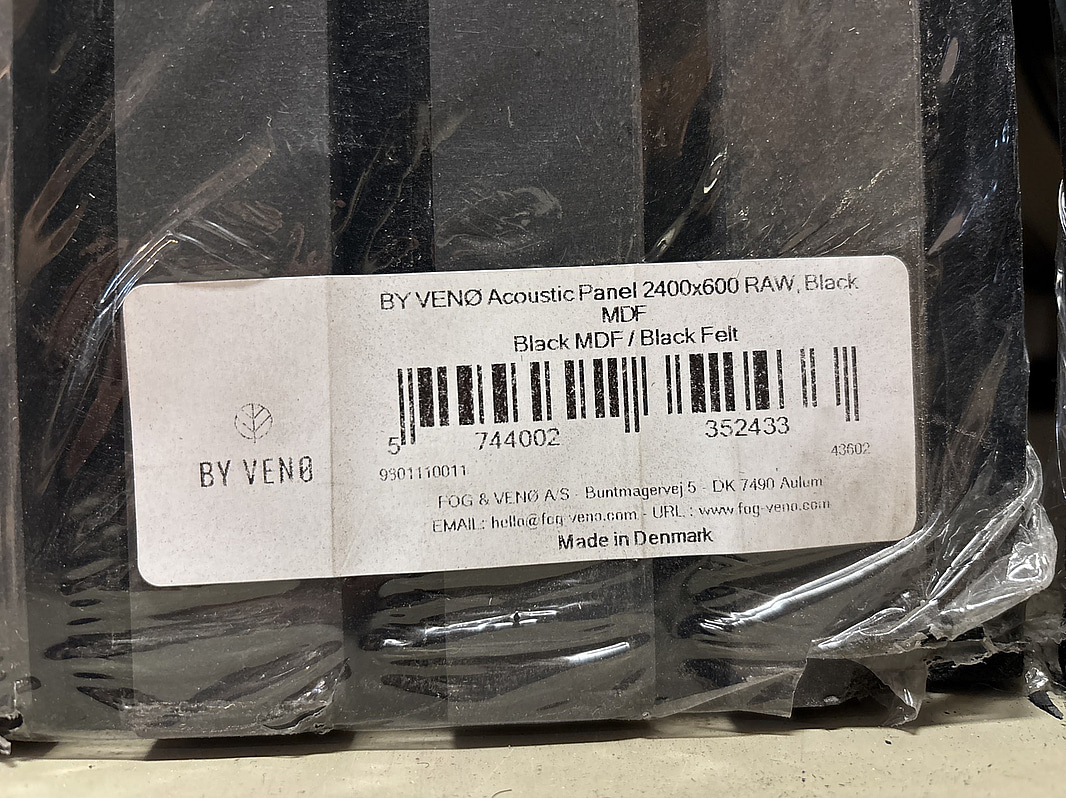 BY VENØ Acoustic Panel 2400x600 RAW, Black
MDF
Black MDF / Black Felt
5 744002 352433
9301110011 43602
BY VENØ
FOG & VENØ A/S - Buntmagervej 5 - DK 7490 Aulum
EMAIL: hello@fog-veno.com - URL: www.fog-veno.com
Made in Denmark